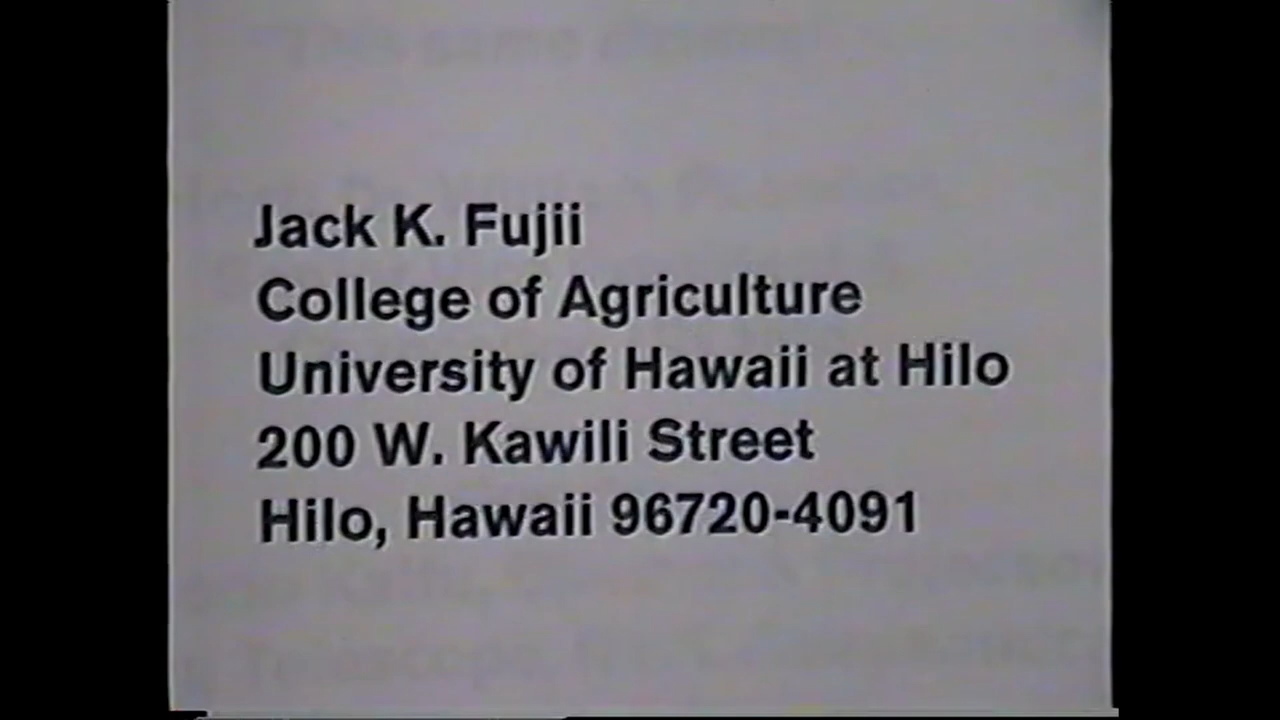 Jack K. Fujii
College of Agriculture
University of Hawaii at Hilo
200 W. Kawili Street
Hilo, Hawaii 96720-4091